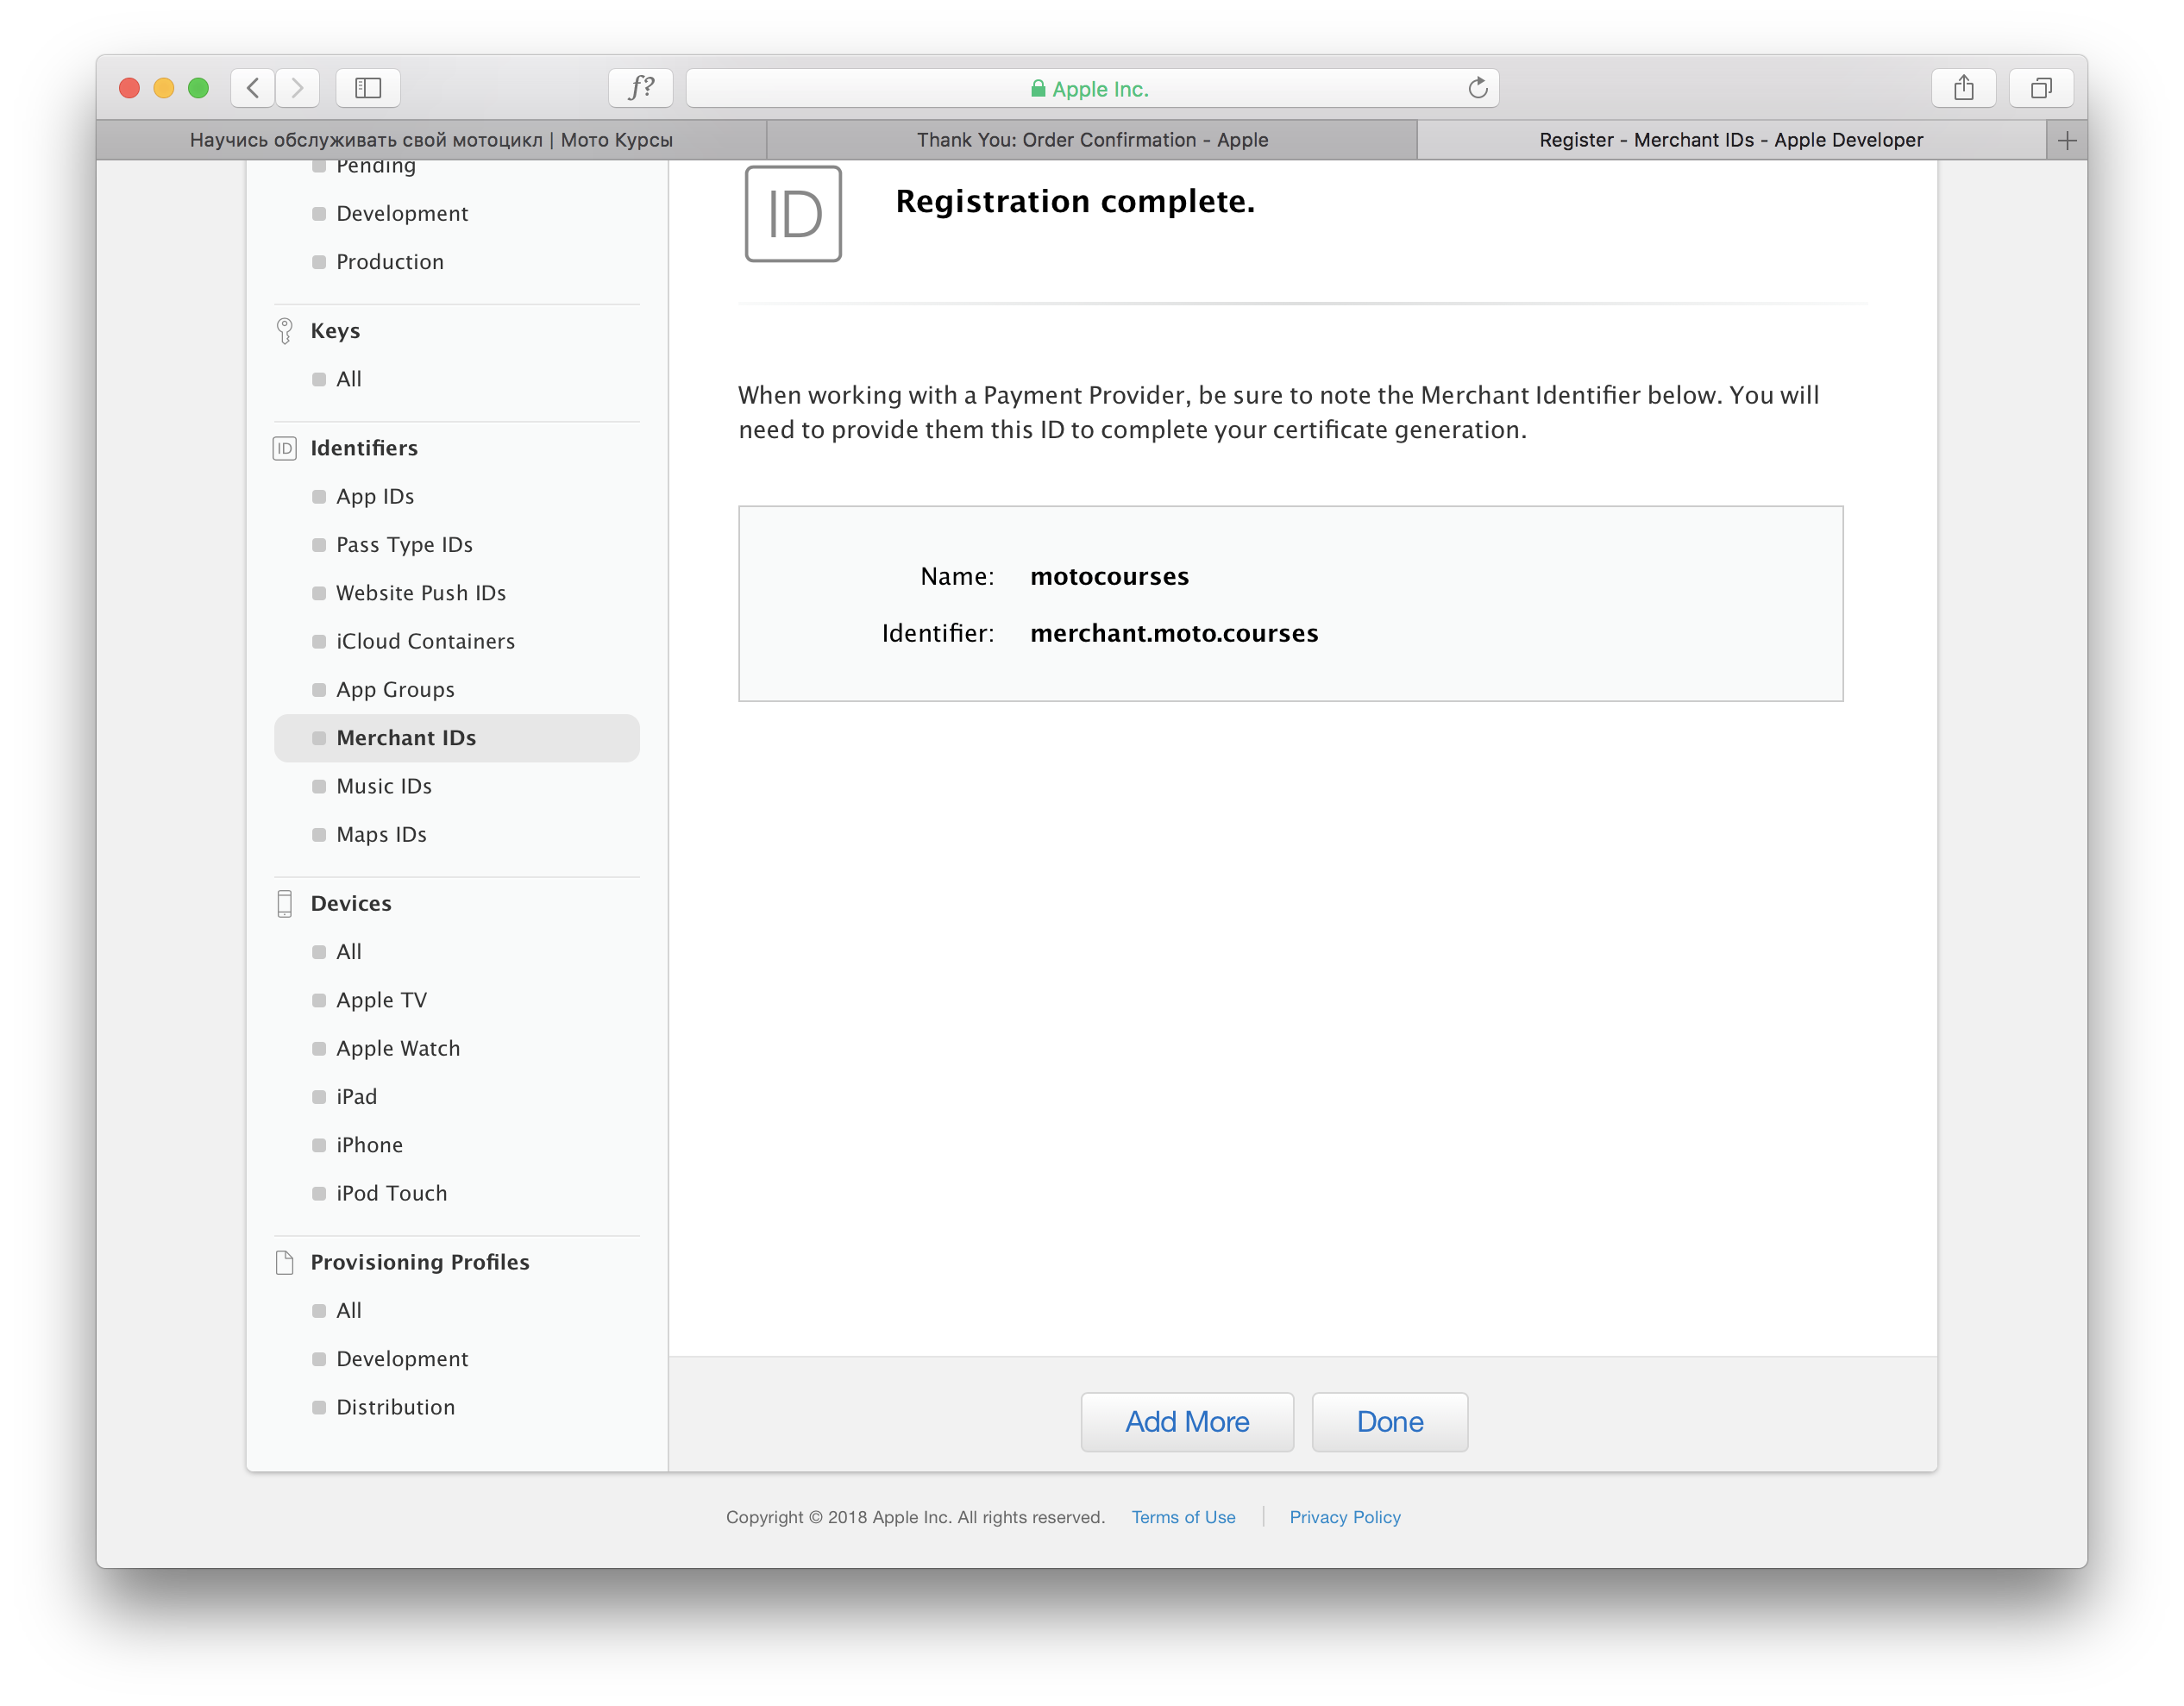 f?
Apple Inc.
Научись обслуживать свой мотоцикл | Мото Курсы
Thank You: Order Confirmation - Apple
Register - Merchant IDs - Apple Developer
Pending
Development
Production
Keys
All
ID
Identifiers
App IDs
Pass Type IDs
Website Push IDs
iCloud Containers
App Groups
Merchant IDs
Music IDs
Maps IDs
Devices
All
Apple TV
Apple Watch
iPad
iPhone
iPod Touch
Provisioning Profiles
All
Development
Distribution
ID
Registration complete.
When working with a Payment Provider, be sure to note the Merchant Identifier below. You will
need to provide them this ID to complete your certificate generation.
Name: motocourses
Identifier: merchant.moto.courses
Add More
Done
Copyright © 2018 Apple Inc. All rights reserved. Terms of Use | Privacy Policy